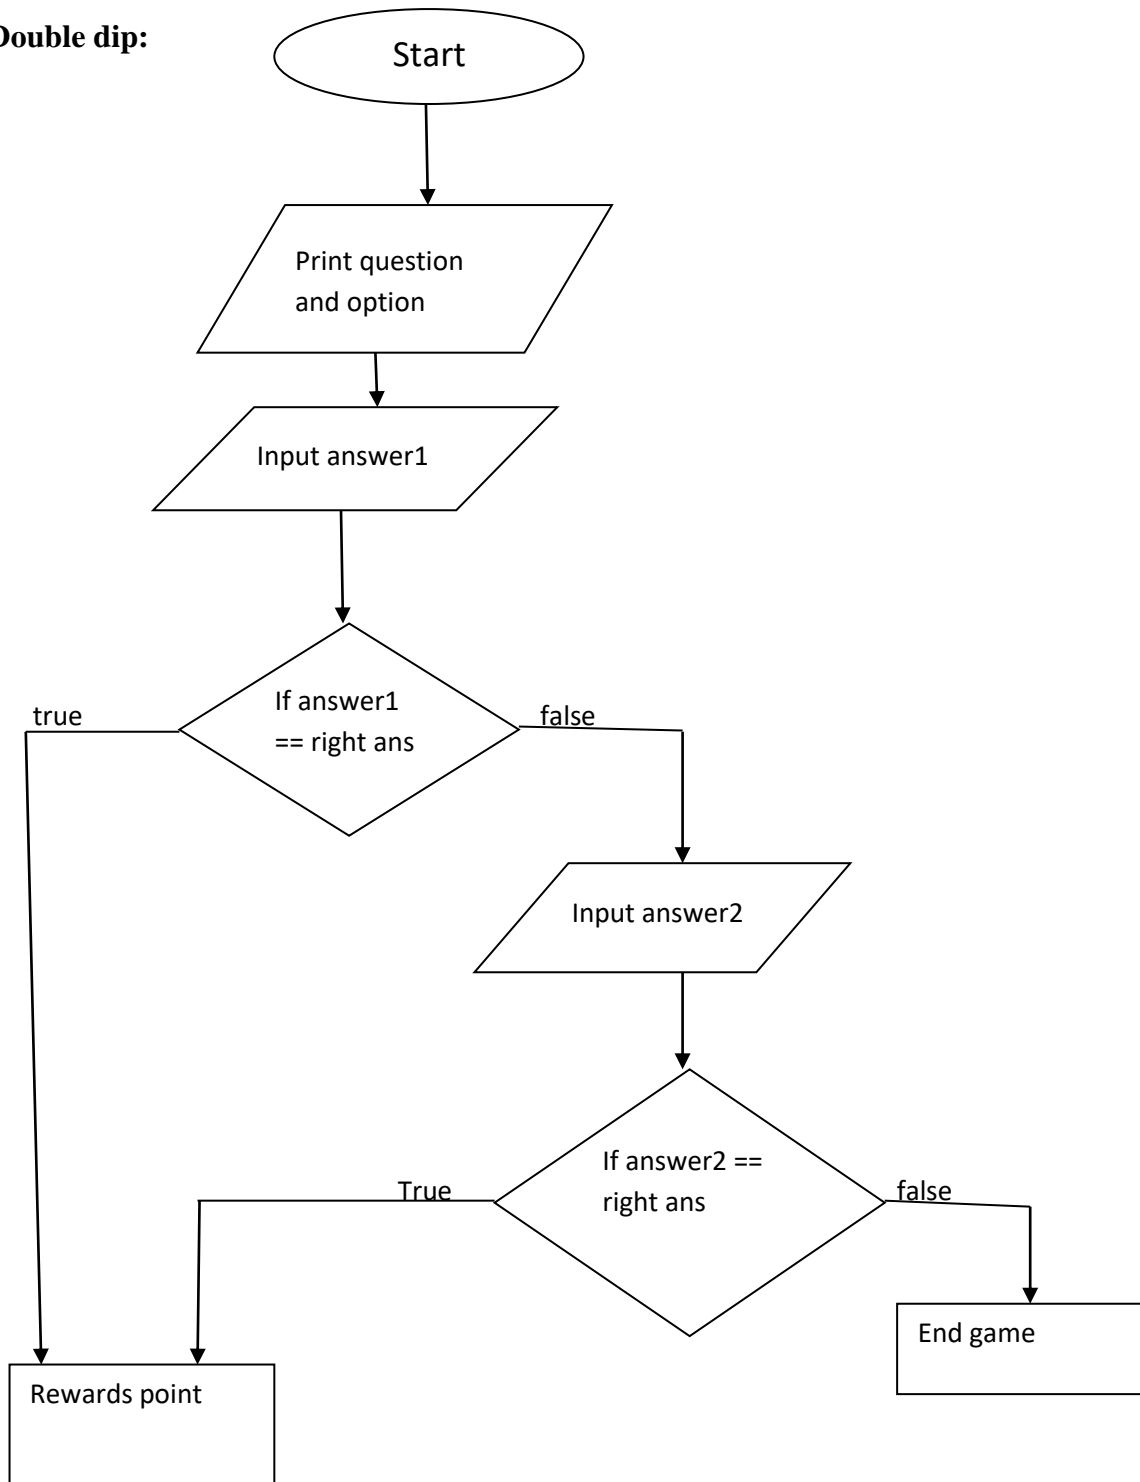 Double dip:
Start
Print question
and option
Input answer1
If answer1
== right ans
true
false
Input answer2
If answer2 ==
right ans
True
false
End game
Rewards point